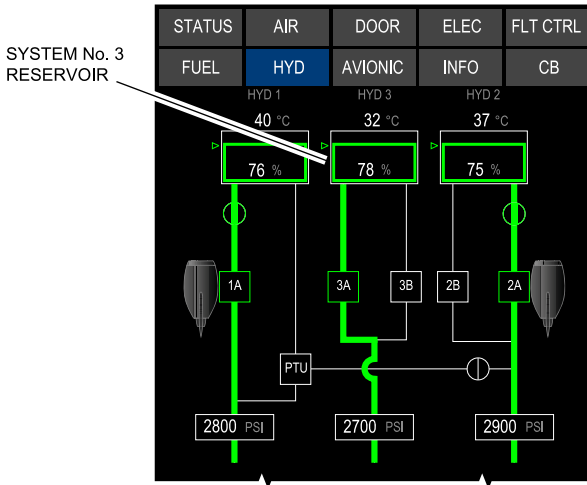 SYSTEM No. 3
RESERVOIR
STATUS AIR DOOR ELEC FLT CTRL
FUEL HYD AVIONIC INFO CB
HYD 1 HYD 3 HYD 2
40 °C 32 °C 37 °C
76 % 78 % 75 %
1A 3A 3B 2B 2A
PTU
2800 PSI 2700 PSI 2900 PSI